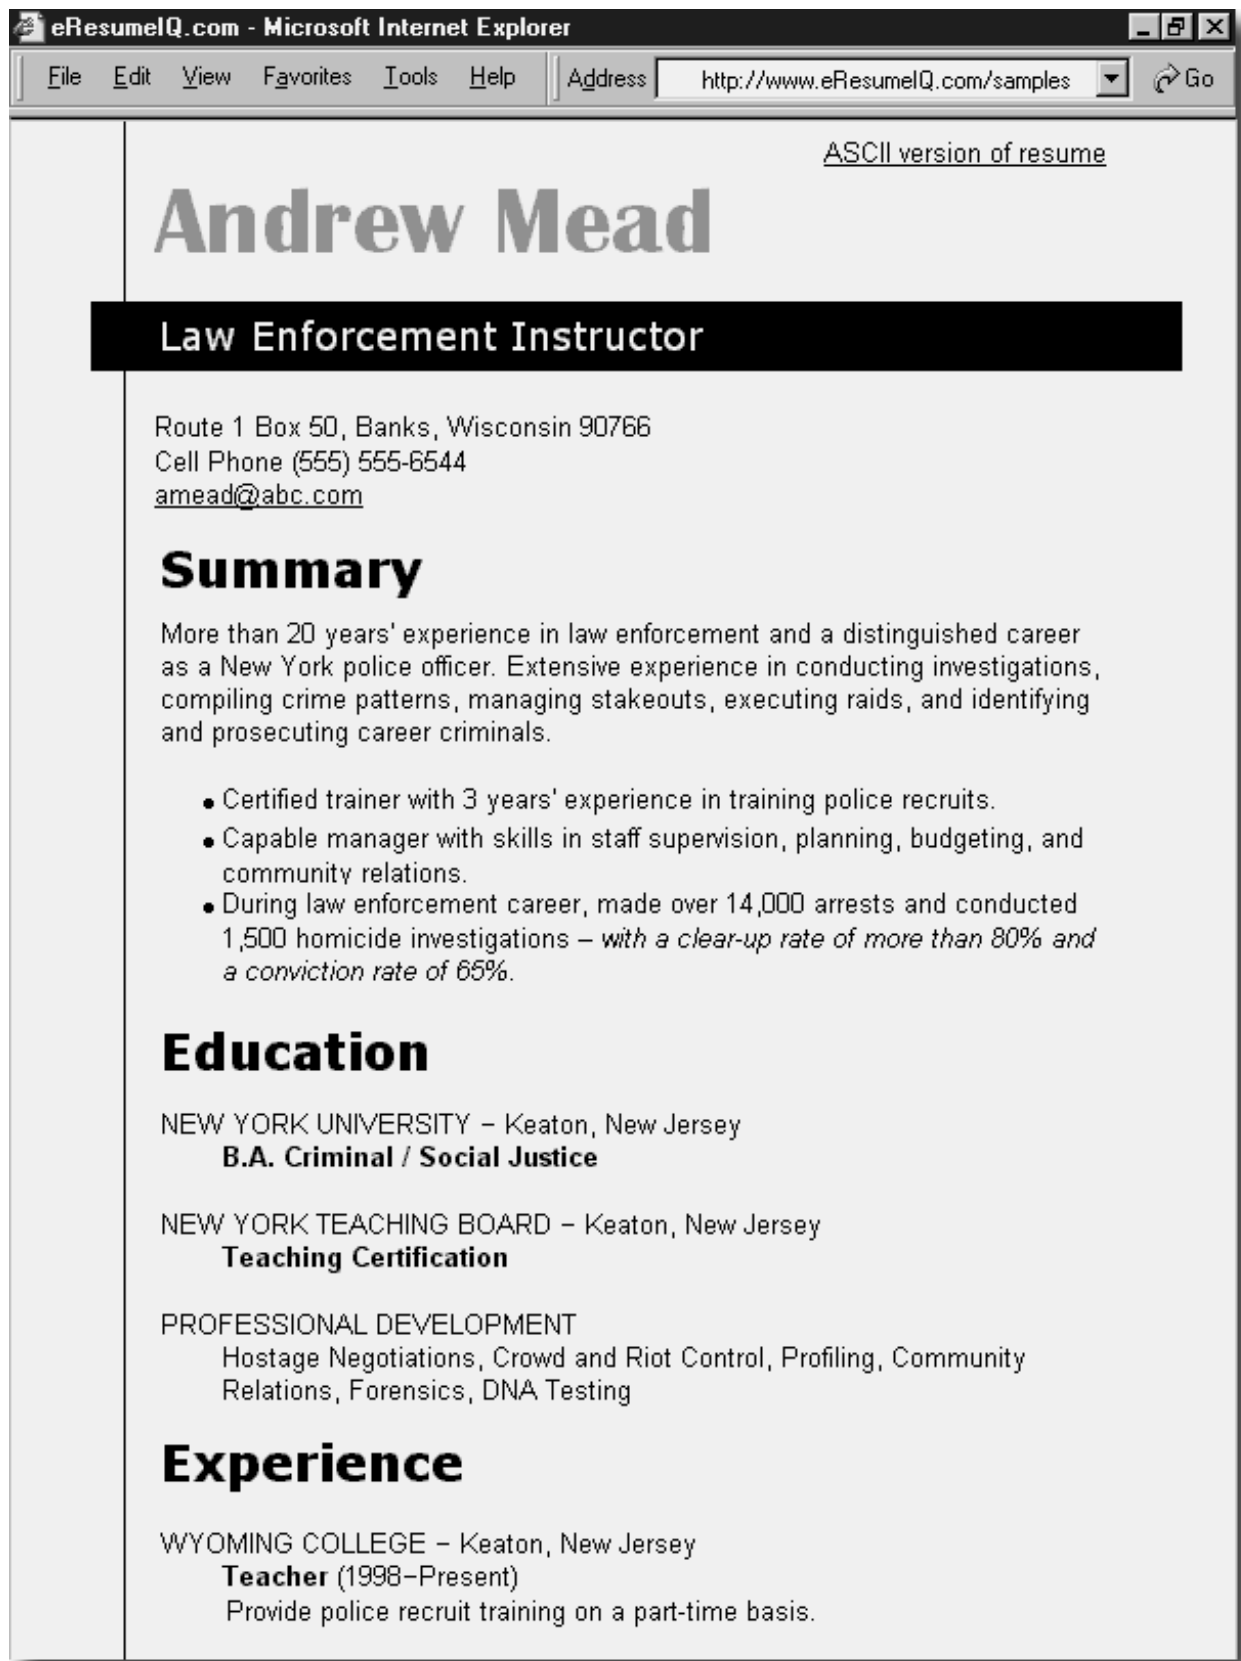 eResumeIQ.com - Microsoft Internet Explorer
File Edit View Favorites Tools Help Address http://www.eResumeIQ.com/samples Go
ASCII version of resume
Andrew Mead
Law Enforcement Instructor
Route 1 Box 50, Banks, Wisconsin 90766
Cell Phone (555) 555-6544
amead@abc.com
Summary
More than 20 years' experience in law enforcement and a distinguished career
as a New York police officer. Extensive experience in conducting investigations,
compiling crime patterns, managing stakeouts, executing raids, and identifying
and prosecuting career criminals.
• Certified trainer with 3 years' experience in training police recruits.
• Capable manager with skills in staff supervision, planning, budgeting, and
community relations.
• During law enforcement career, made over 14,000 arrests and conducted
1,500 homicide investigations – with a clear-up rate of more than 80% and
a conviction rate of 65%.
Education
NEW YORK UNIVERSITY – Keaton, New Jersey
B.A. Criminal / Social Justice
NEW YORK TEACHING BOARD – Keaton, New Jersey
Teaching Certification
PROFESSIONAL DEVELOPMENT
Hostage Negotiations, Crowd and Riot Control, Profiling, Community
Relations, Forensics, DNA Testing
Experience
WYOMING COLLEGE – Keaton, New Jersey
Teacher (1998–Present)
Provide police recruit training on a part-time basis.